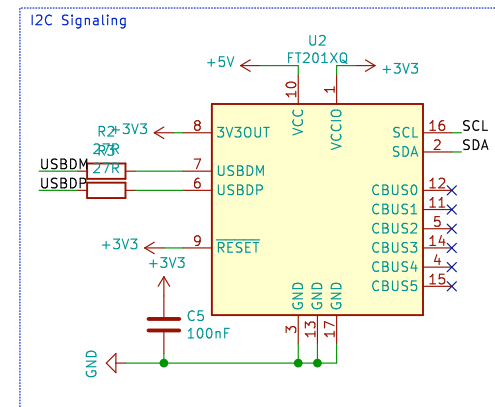 I2C Signaling
U2
FT201XQ
+5V
+3V3
10
1
VCC
VCCIO
R2
+3V3
8
3V3OUT
SCL
16
SCL
27R
R3
SDA
2
SDA
USBDM
27R
7
USBDM
USBDP
6
USBDP
CBUS0
12
CBUS1
11
CBUS2
5
+3V3
9
RESET
CBUS3
14
+3V3
CBUS4
4
CBUS5
15
GND
GND
GND
C5
100nF
3
13
17
GND